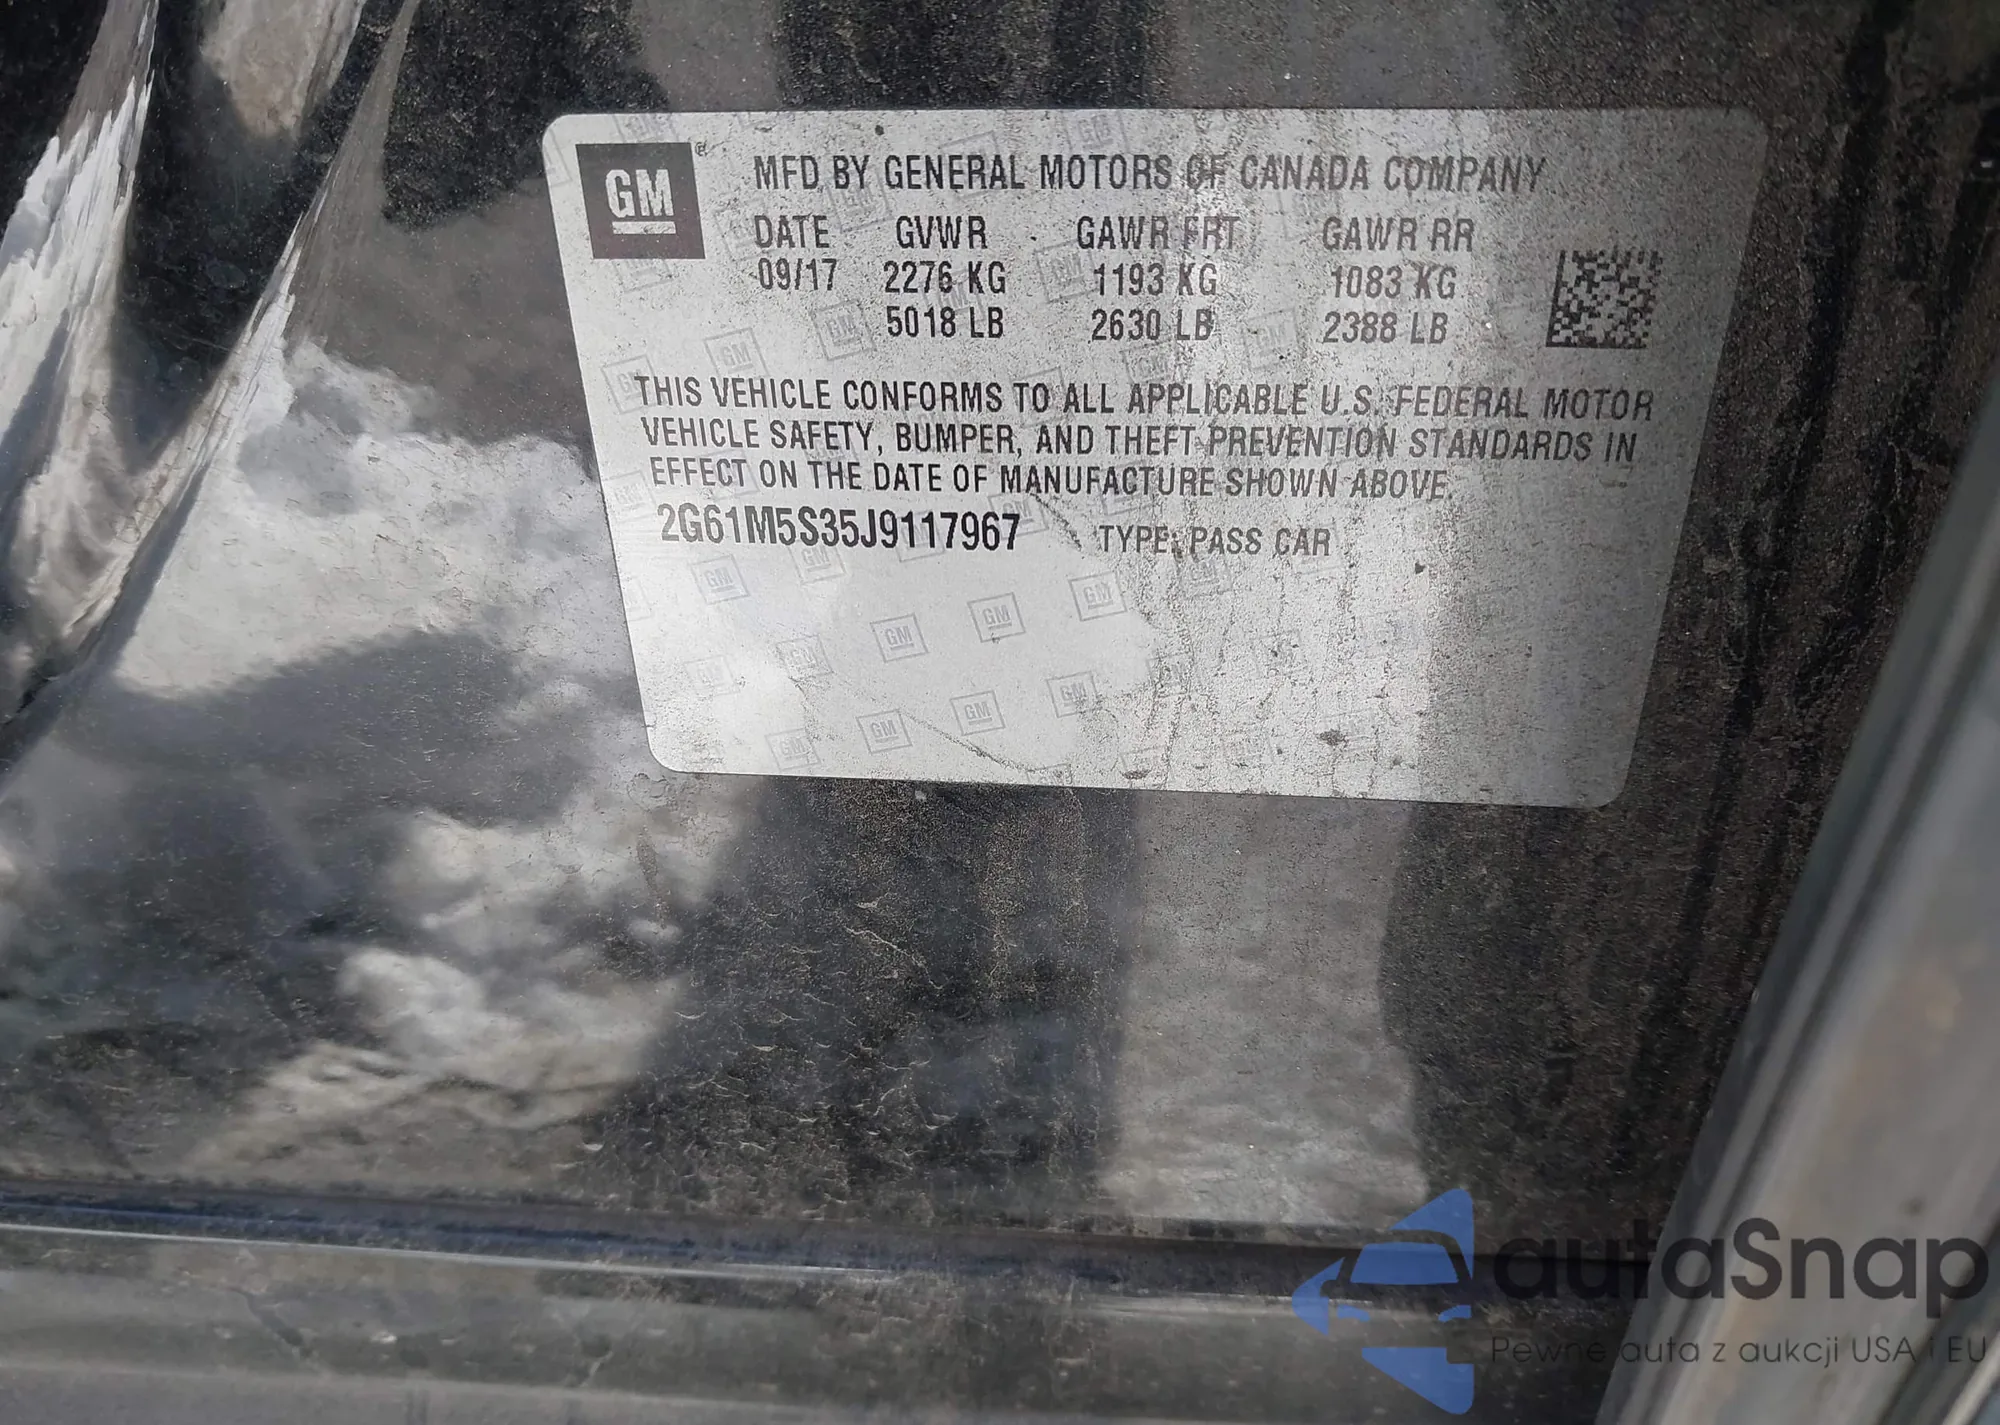 GM
MFD BY GENERAL MOTORS OF CANADA COMPANY
DATE GVWR GAWR FRT GAWR RR
09/17 2276 KG 1193 KG 1083 KG
5018 LB 2630 LB 2388 LB
THIS VEHICLE CONFORMS TO ALL APPLICABLE U.S. FEDERAL MOTOR
VEHICLE SAFETY, BUMPER, AND THEFT PREVENTION STANDARDS IN
EFFECT ON THE DATE OF MANUFACTURE SHOWN ABOVE.
2G61M5S35J9117967 TYPE: PASS CAR
autaSnap
Pewne auta z aukcji USA i EU